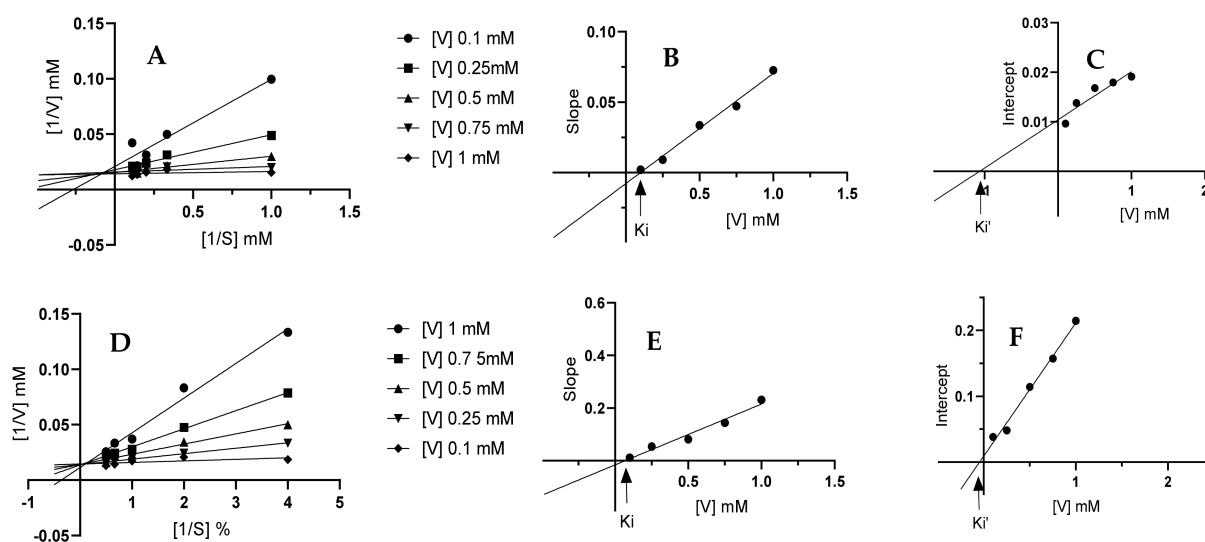 A
0.15
0.10
0.05
-0.05
0.5
1.0
1.5
[1/V] mM
[1/S] mM
[V] 0.1 mM
[V] 0.25mM
[V] 0.5 mM
[V] 0.75 mM
[V] 1 mM
B
0.10
0.05
0.5
1.0
1.5
Slope
Ki
[V] mM
C
0.03
0.02
0.01
-1
1
2
Intercept
Ki'
[V] mM
D
0.15
0.10
0.05
-0.05
-1
1
2
3
4
5
[1/V] mM
[1/S] %
[V] 1 mM
[V] 0.7 5mM
[V] 0.5 mM
[V] 0.25 mM
[V] 0.1 mM
E
0.6
0.4
0.2
0.5
1.0
1.5
Slope
Ki
[V] mM
F
0.2
0.1
1
2
Intercept
Ki'
[V] mM